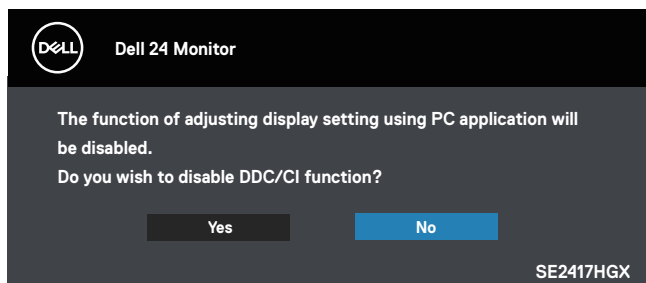 DELL
Dell 24 Monitor
The function of adjusting display setting using PC application will
be disabled.
Do you wish to disable DDC/CI function?
Yes
No
SE2417HGX